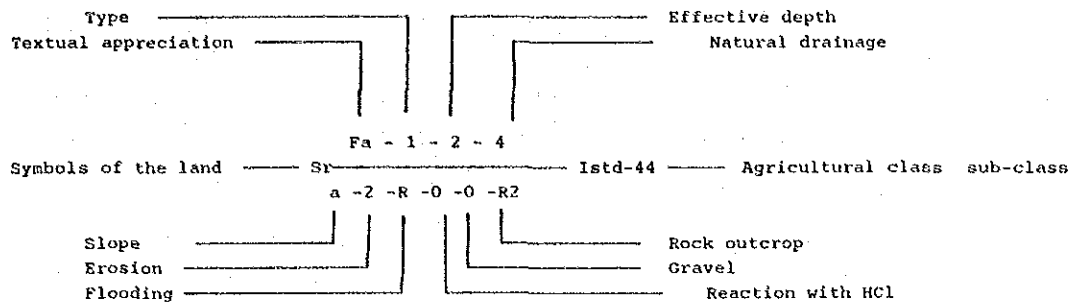 Type Effective depth
Textual appreciation Natural drainage
Fa - 1 - 2 - 4
Symbols of the land Sr Istd-44 Agricultural class sub-class
a -2 -R -0 -0 -R2
Slope Rock outcrop
Erosion Gravel
Flooding Reaction with HCl